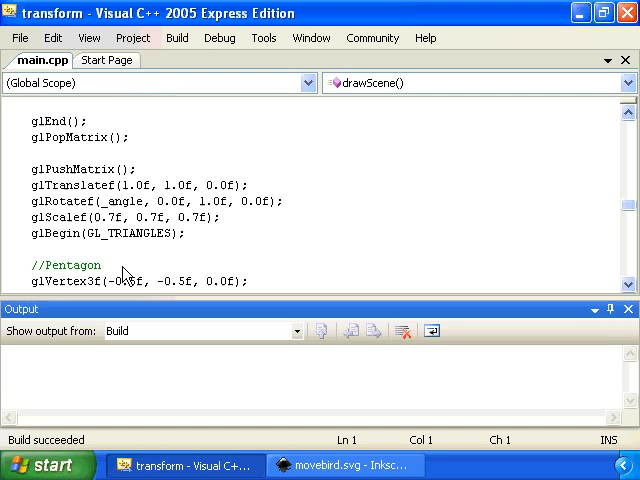 transform - Visual C++ 2005 Express Edition
File Edit View Project Build Debug Tools Window Community Help
main.cpp Start Page
(Global Scope) drawScene()
glEnd();
glPopMatrix();
glPushMatrix();
glTranslatef(1.0f, 1.0f, 0.0f);
glRotatef(_angle, 0.0f, 1.0f, 0.0f);
glScalef(0.7f, 0.7f, 0.7f);
glBegin(GL_TRIANGLES);
//Pentagon
glVertex3f(-0.5f, -0.5f, 0.0f);
Output
Show output from: Build
Build succeeded Ln 1 Col 1 Ch 1 INS
start transform - Visual C+... movebird.svg - Inksc...